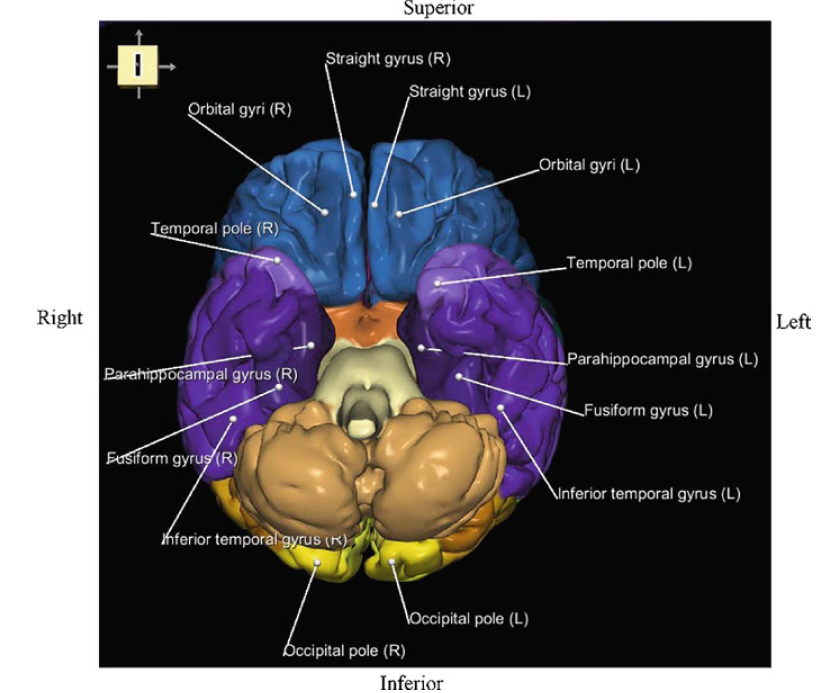 Superior
Straight gyrus (R)
Straight gyrus (L)
Orbital gyri (R)
Orbital gyri (L)
Temporal pole (R)
Temporal pole (L)
Right
Left
Parahippocampal gyrus (L)
Parahippocampal gyrus (R)
Fusiform gyrus (L)
Fusiform gyrus (R)
Inferior temporal gyrus (L)
Inferior temporal gyrus (R)
Occipital pole (L)
Occipital pole (R)
Inferior